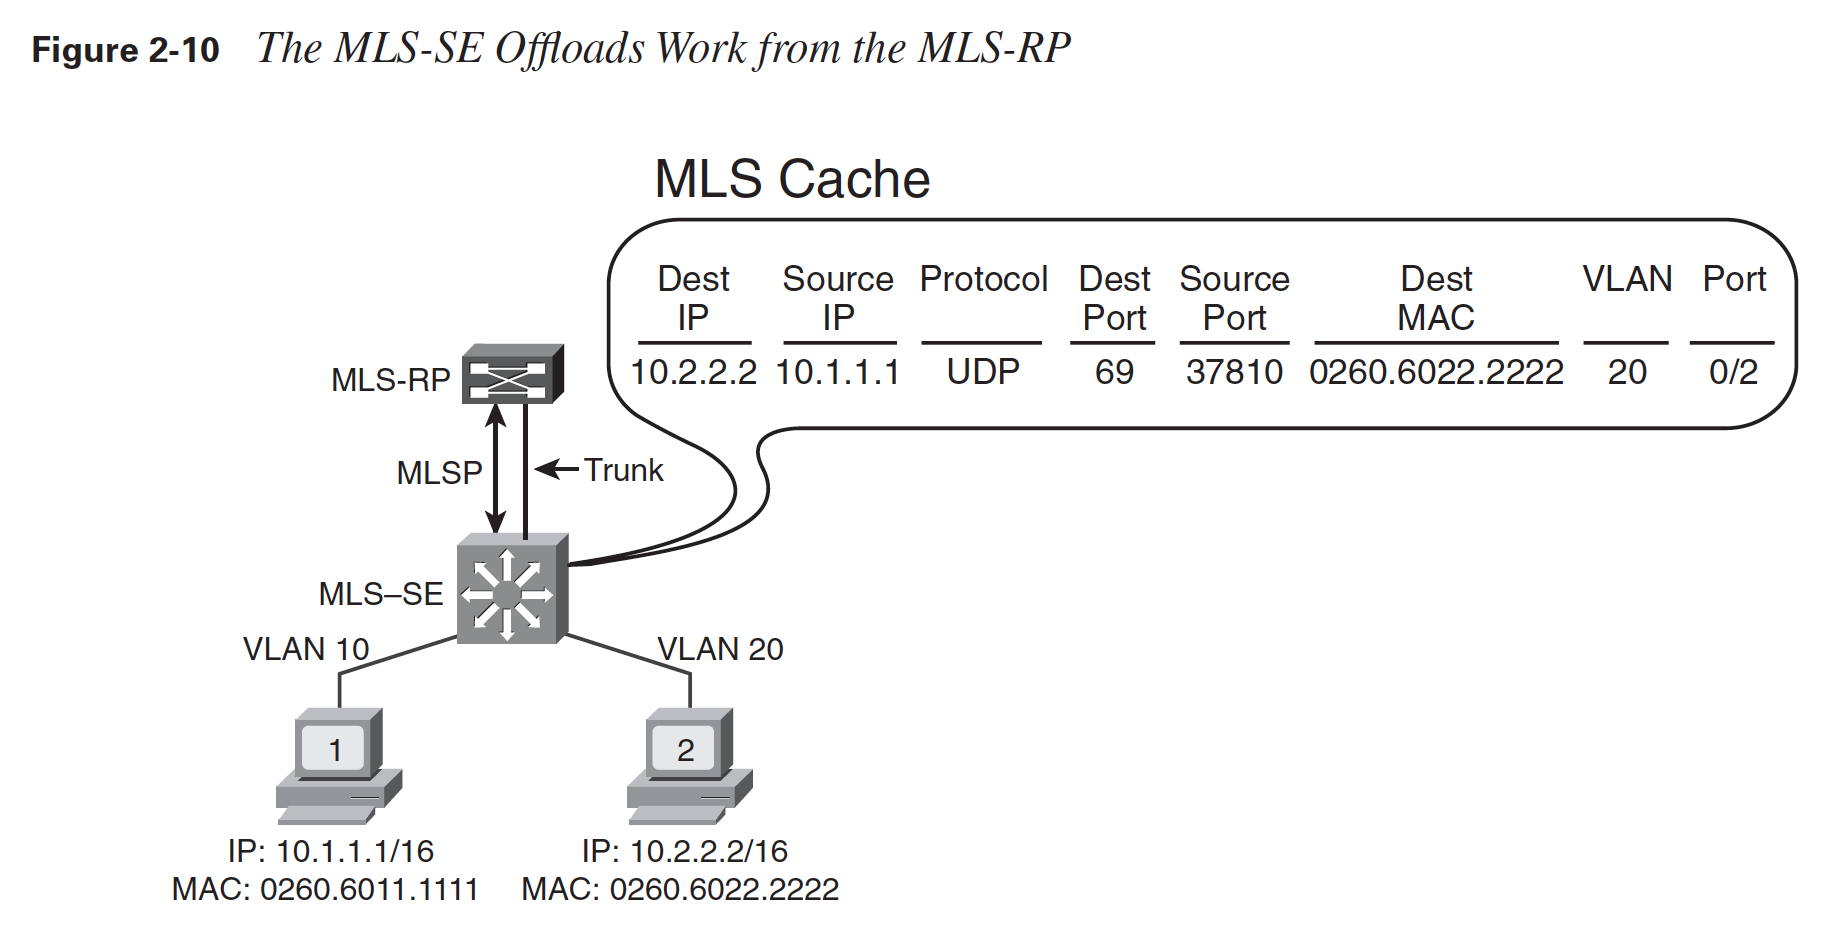 Figure 2-10 The MLS-SE Offloads Work from the MLS-RP
MLS Cache
Dest Source Protocol Dest Source Dest VLAN Port
IP IP Port Port MAC
10.2.2.2 10.1.1.1 UDP 69 37810 0260.6022.2222 20 0/2
MLS-RP
MLSP
Trunk
MLS–SE
VLAN 10
VLAN 20
1
2
IP: 10.1.1.1/16
MAC: 0260.6011.1111
IP: 10.2.2.2/16
MAC: 0260.6022.2222